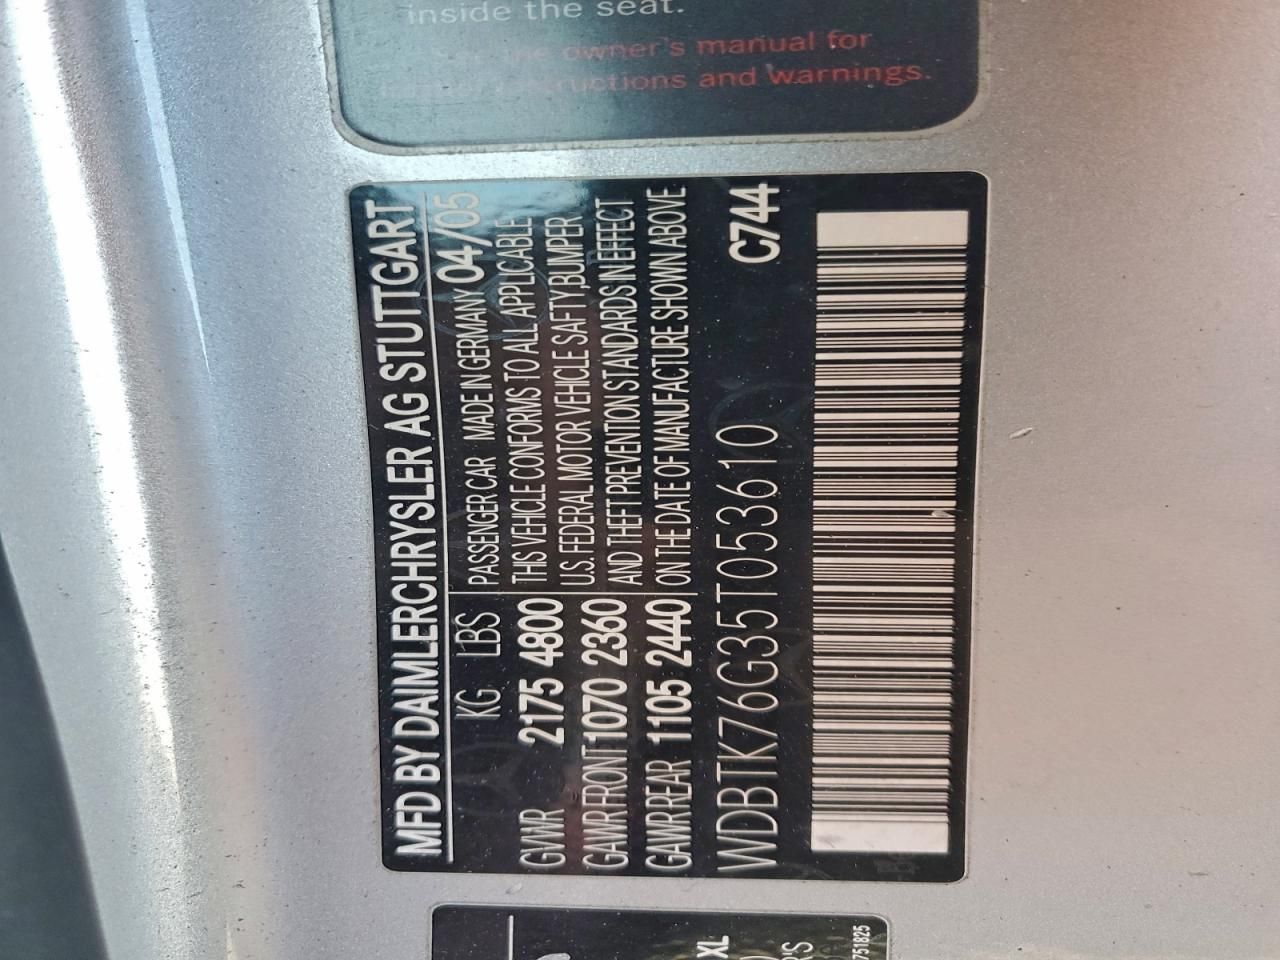 inside the seat.
owner's manual for
instructions and warnings.
MFD BY DAIMLERCHRYSLER AG STUTTGART
KG LBS PASSENGER CAR MADE IN GERMANY 04/05
GVWR 2175 4800 THIS VEHICLE CONFORMS TO ALL APPLICABLE
U.S. FEDERAL MOTOR VEHICLE SAFTY,BUMPER
GAWR FRONT 1070 2360 AND THEFT PREVENTION STANDARDS IN EFFECT
GAWR REAR 1105 2440 ON THE DATE OF MANUFACTURE SHOWN ABOVE
WDBTK76G35T053610 C744
XL
R'S
751825